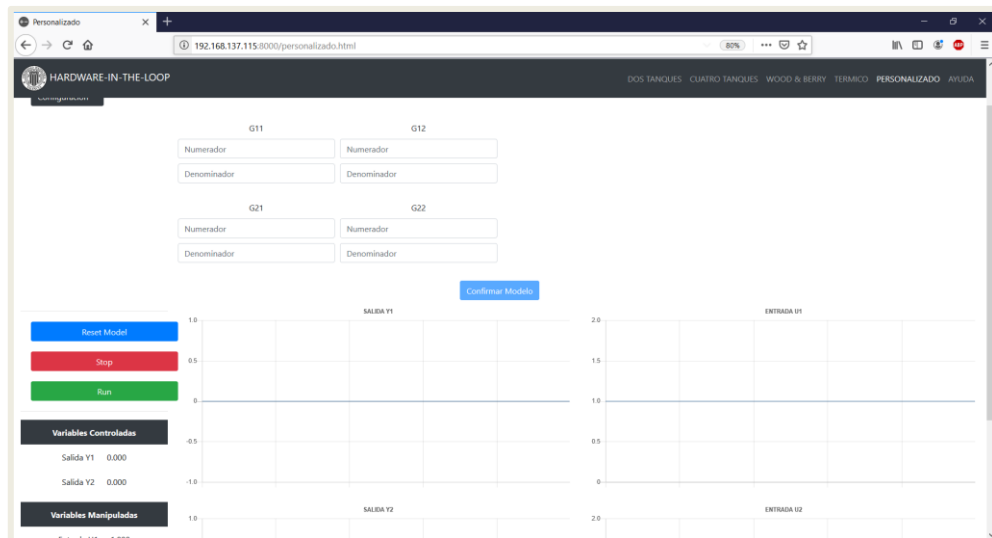 Personalizado
192.168.137.115:8000/personalizado.html
80%
HARDWARE-IN-THE-LOOP
DOS TANQUES CUATRO TANQUES WOOD & BERRY TERMICO PERSONALIZADO AYUDA
Configuración
G11 G12
Numerador Numerador
Denominador Denominador
G21 G22
Numerador Numerador
Denominador Denominador
Confirmar Modelo
SALIDA Y1 ENTRADA U1
1.0 2.0
Reset Model
Stop
0.5 1.5
Run
0 1.0
Variables Controladas
-0.5 0.5
Salida Y1 0.000
Salida Y2 0.000
-1.0 0
SALIDA Y2 ENTRADA U2
Variables Manipuladas
1.0 2.0